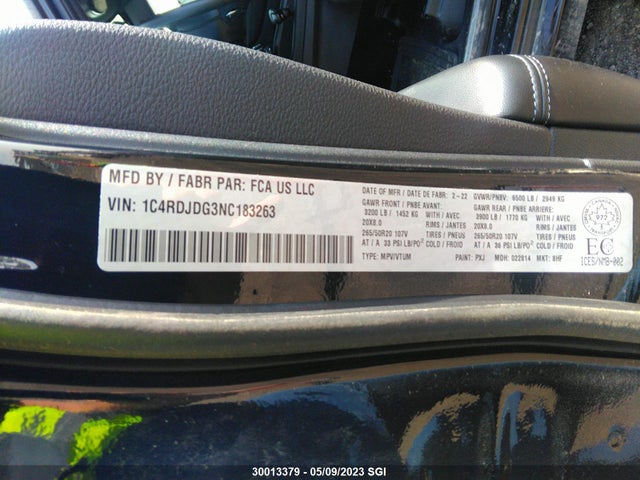 MFD BY / FABR PAR: FCA US LLC
VIN: 1C4RDJDG3NC183263
DATE OF MFR / DATE DE FABR: 2-22
GAWR FRONT / PNBE AVANT:
3200 LB / 1452 KG WITH / AVEC
20X8.0 RIMS / JANTES
265/50R20 107V TIRES / PNEUS
AT / A 33 PSI LB/PO² COLD / FROID
TYPE: MPV/VTUM
GVWR/PNBV: 6500 LB / 2949 KG
GAWR REAR / PNBE ARRIERE:
3900 LB / 1770 KG WITH / AVEC
20X8.0 RIMS / JANTES
265/50R20 107V TIRES / PNEUS
AT / A 36 PSI LB/PO² COLD / FROID
PAINT: PXJ MDH: 022814 MKT: 8HF
973
EC
ICES/NMB-002
30013379 - 05/09/2023 SGI